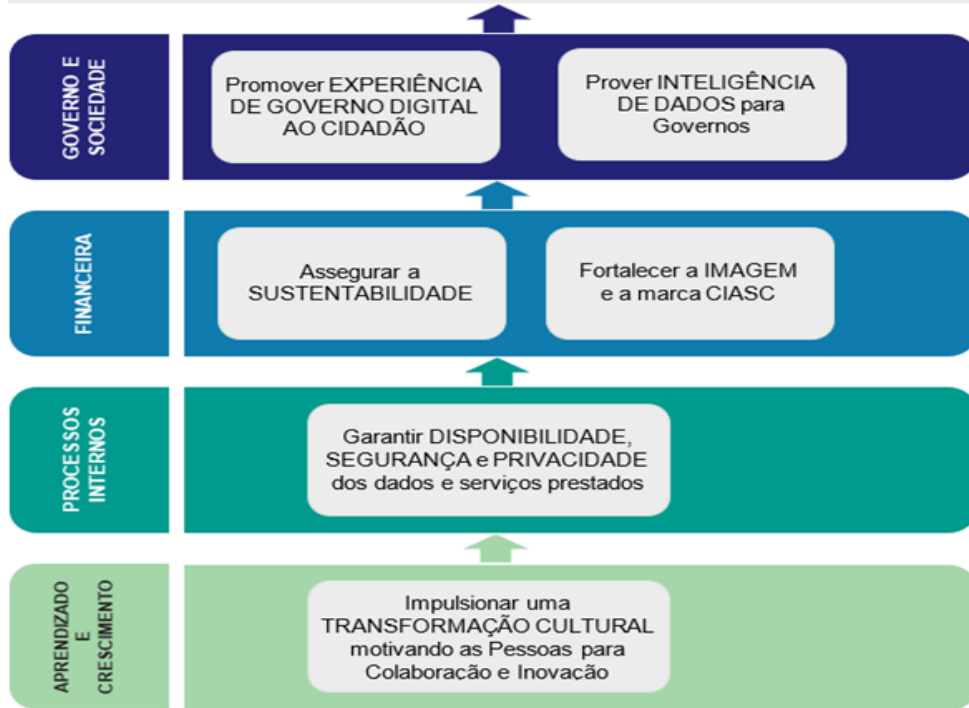 GOVERNO E
SOCIEDADE
Promover EXPERIÊNCIA
DE GOVERNO DIGITAL
AO CIDADÃO
Prover INTELIGÊNCIA
DE DADOS para
Governos
FINANCEIRA
Assegurar a
SUSTENTABILIDADE
Fortalecer a IMAGEM
e a marca CIASC
PROCESSOS
INTERNOS
Garantir DISPONIBILIDADE,
SEGURANÇA e PRIVACIDADE
dos dados e serviços prestados
APRENDIZADO
E
CRESCIMENTO
Impulsionar uma
TRANSFORMAÇÃO CULTURAL
motivando as Pessoas para
Colaboração e Inovação